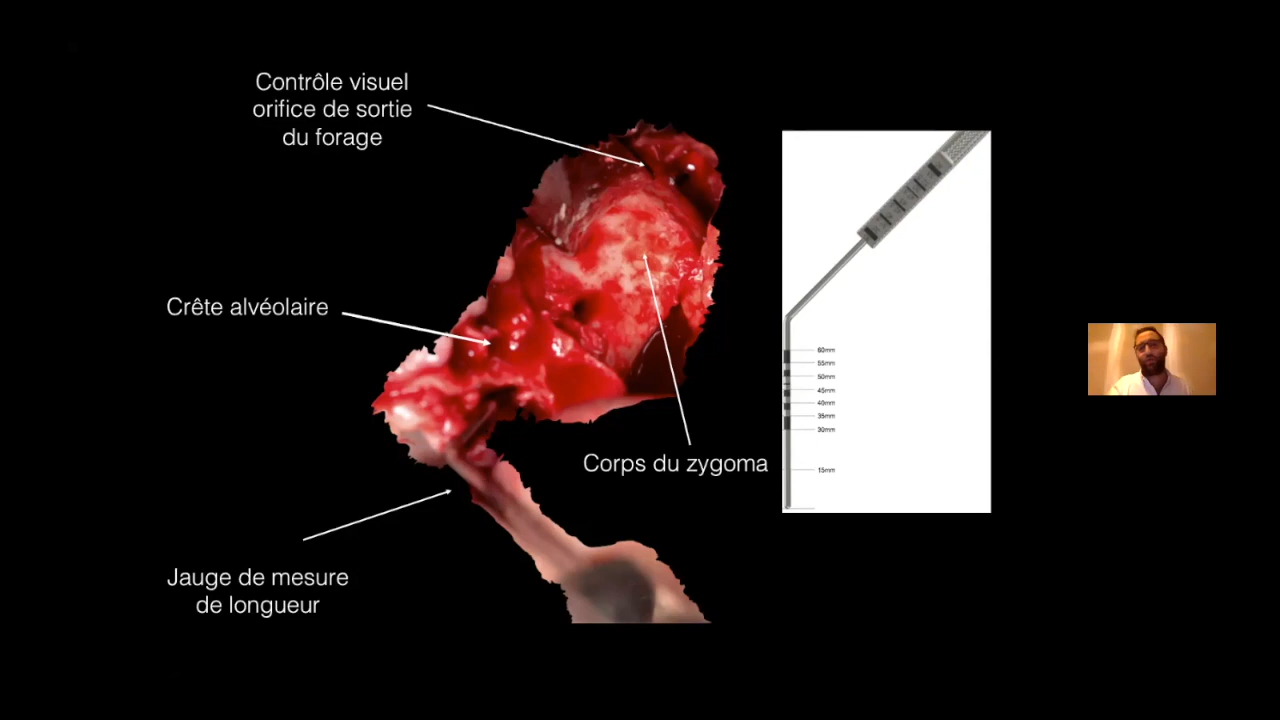 Contrôle visuel
orifice de sortie
du forage
Crête alvéolaire
Corps du zygoma
Jauge de mesure
de longueur
60mm
55mm
50mm
45mm
40mm
35mm
30mm
15mm